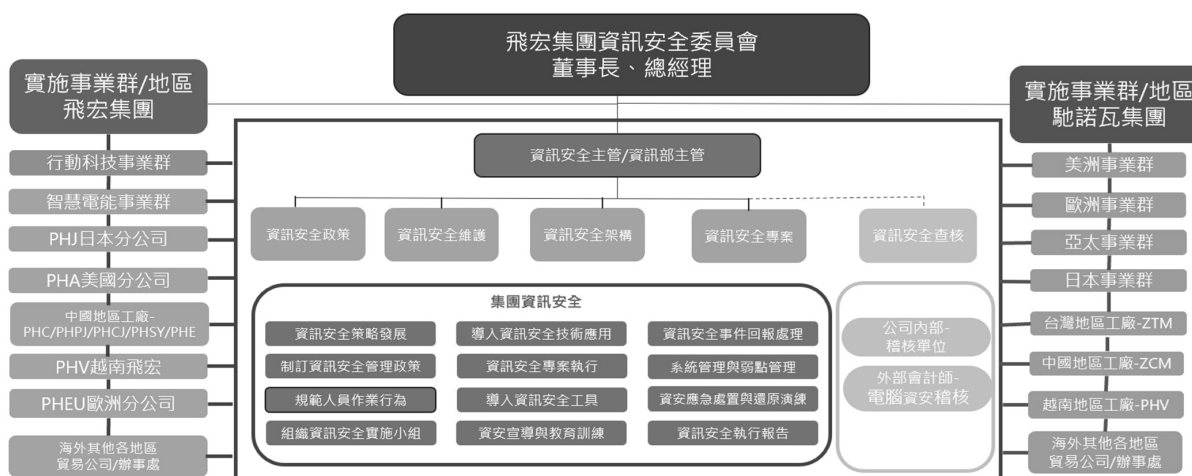 飛宏集團資訊安全委員會
董事長、總經理
實施事業群/地區
飛宏集團
行動科技事業群
智慧電能事業群
PHJ日本分公司
PHA美國分公司
中國地區工廠-
PHC/PHPJ/PHCJ/PHSY/PHE
PHV越南飛宏
PHEU歐洲分公司
海外其他各地區
貿易公司/辦事處
資訊安全主管/資訊部主管
資訊安全政策
資訊安全維護
資訊安全架構
資訊安全專案
資訊安全查核
集團資訊安全
資訊安全策略發展
導入資訊安全技術應用
資訊安全事件回報處理
制訂資訊安全管理政策
資訊安全專案執行
系統管理與弱點管理
規範人員作業行為
導入資訊安全工具
資安應急處置與還原演練
組織資訊安全實施小組
資安宣導與教育訓練
資訊安全執行報告
公司內部-
稽核單位
外部會計師-
電腦資安稽核
實施事業群/地區
馳諾瓦集團
美洲事業群
歐洲事業群
亞太事業群
日本事業群
台灣地區工廠-ZTM
中國地區工廠-ZCM
越南地區工廠-PHV
海外其他各地區
貿易公司/辦事處